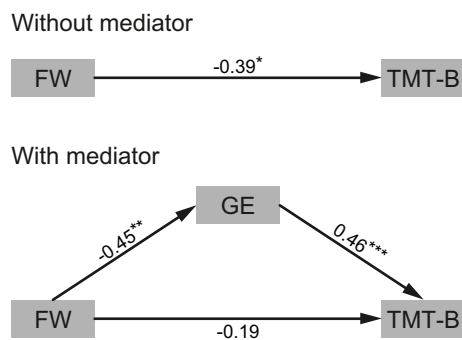 Without mediator
FW -0.39* TMT-B
With mediator
GE
-0.45** 0.46***
FW -0.19 TMT-B